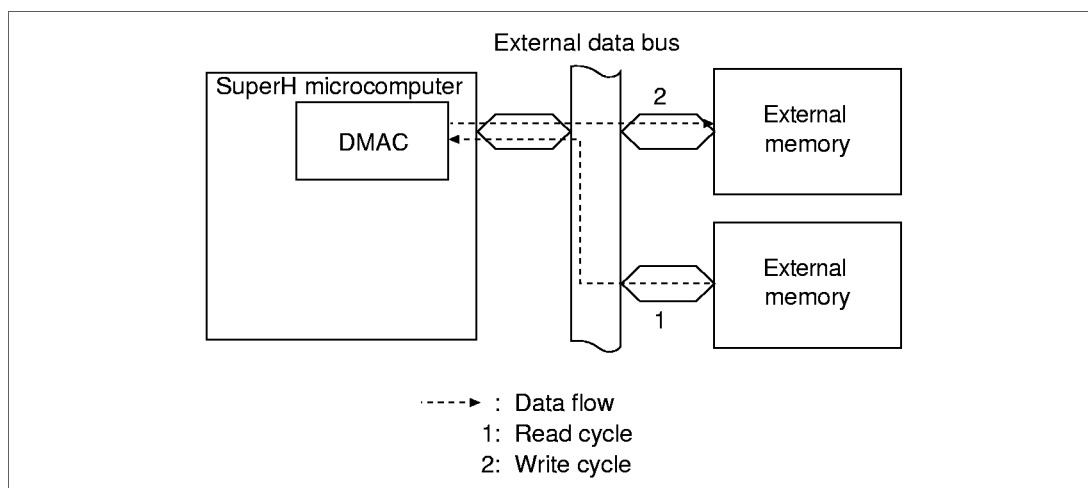 External data bus
SuperH microcomputer
DMAC
2
External
memory
External
memory
1
: Data flow
1: Read cycle
2: Write cycle